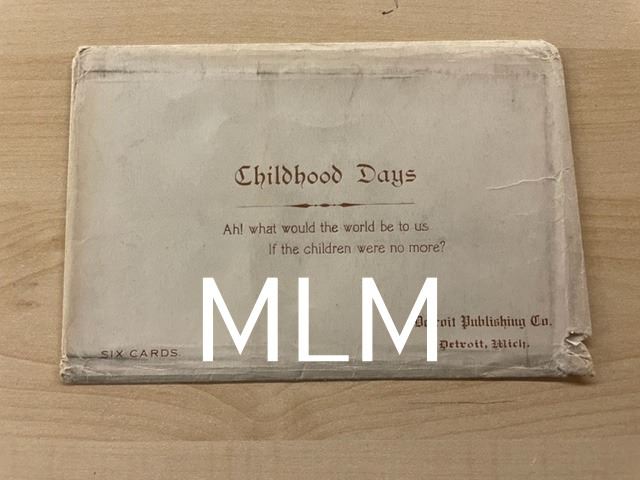 Childhood Days
Ah! what would the world be to us
If the children were no more?
MLM
Detroit Publishing Co.
SIX CARDS.
Detroit, Mich.